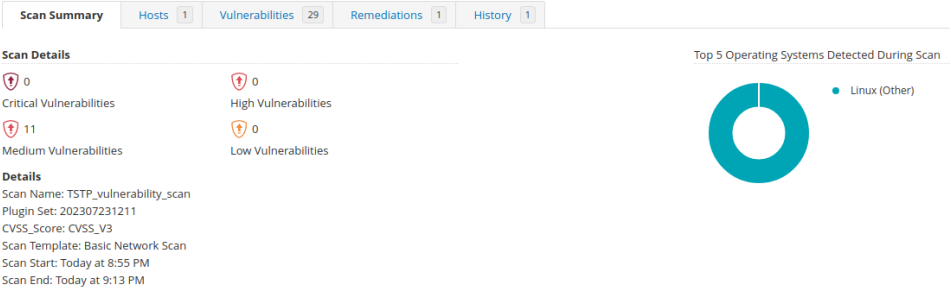 Scan Summary Hosts 1 Vulnerabilities 29 Remediations 1 History 1
Scan Details
0
Critical Vulnerabilities
0
High Vulnerabilities
11
Medium Vulnerabilities
0
Low Vulnerabilities
Details
Scan Name: TSTP_vulnerability_scan
Plugin Set: 202307231211
CVSS_Score: CVSS_V3
Scan Template: Basic Network Scan
Scan Start: Today at 8:55 PM
Scan End: Today at 9:13 PM
Top 5 Operating Systems Detected During Scan
Linux (Other)